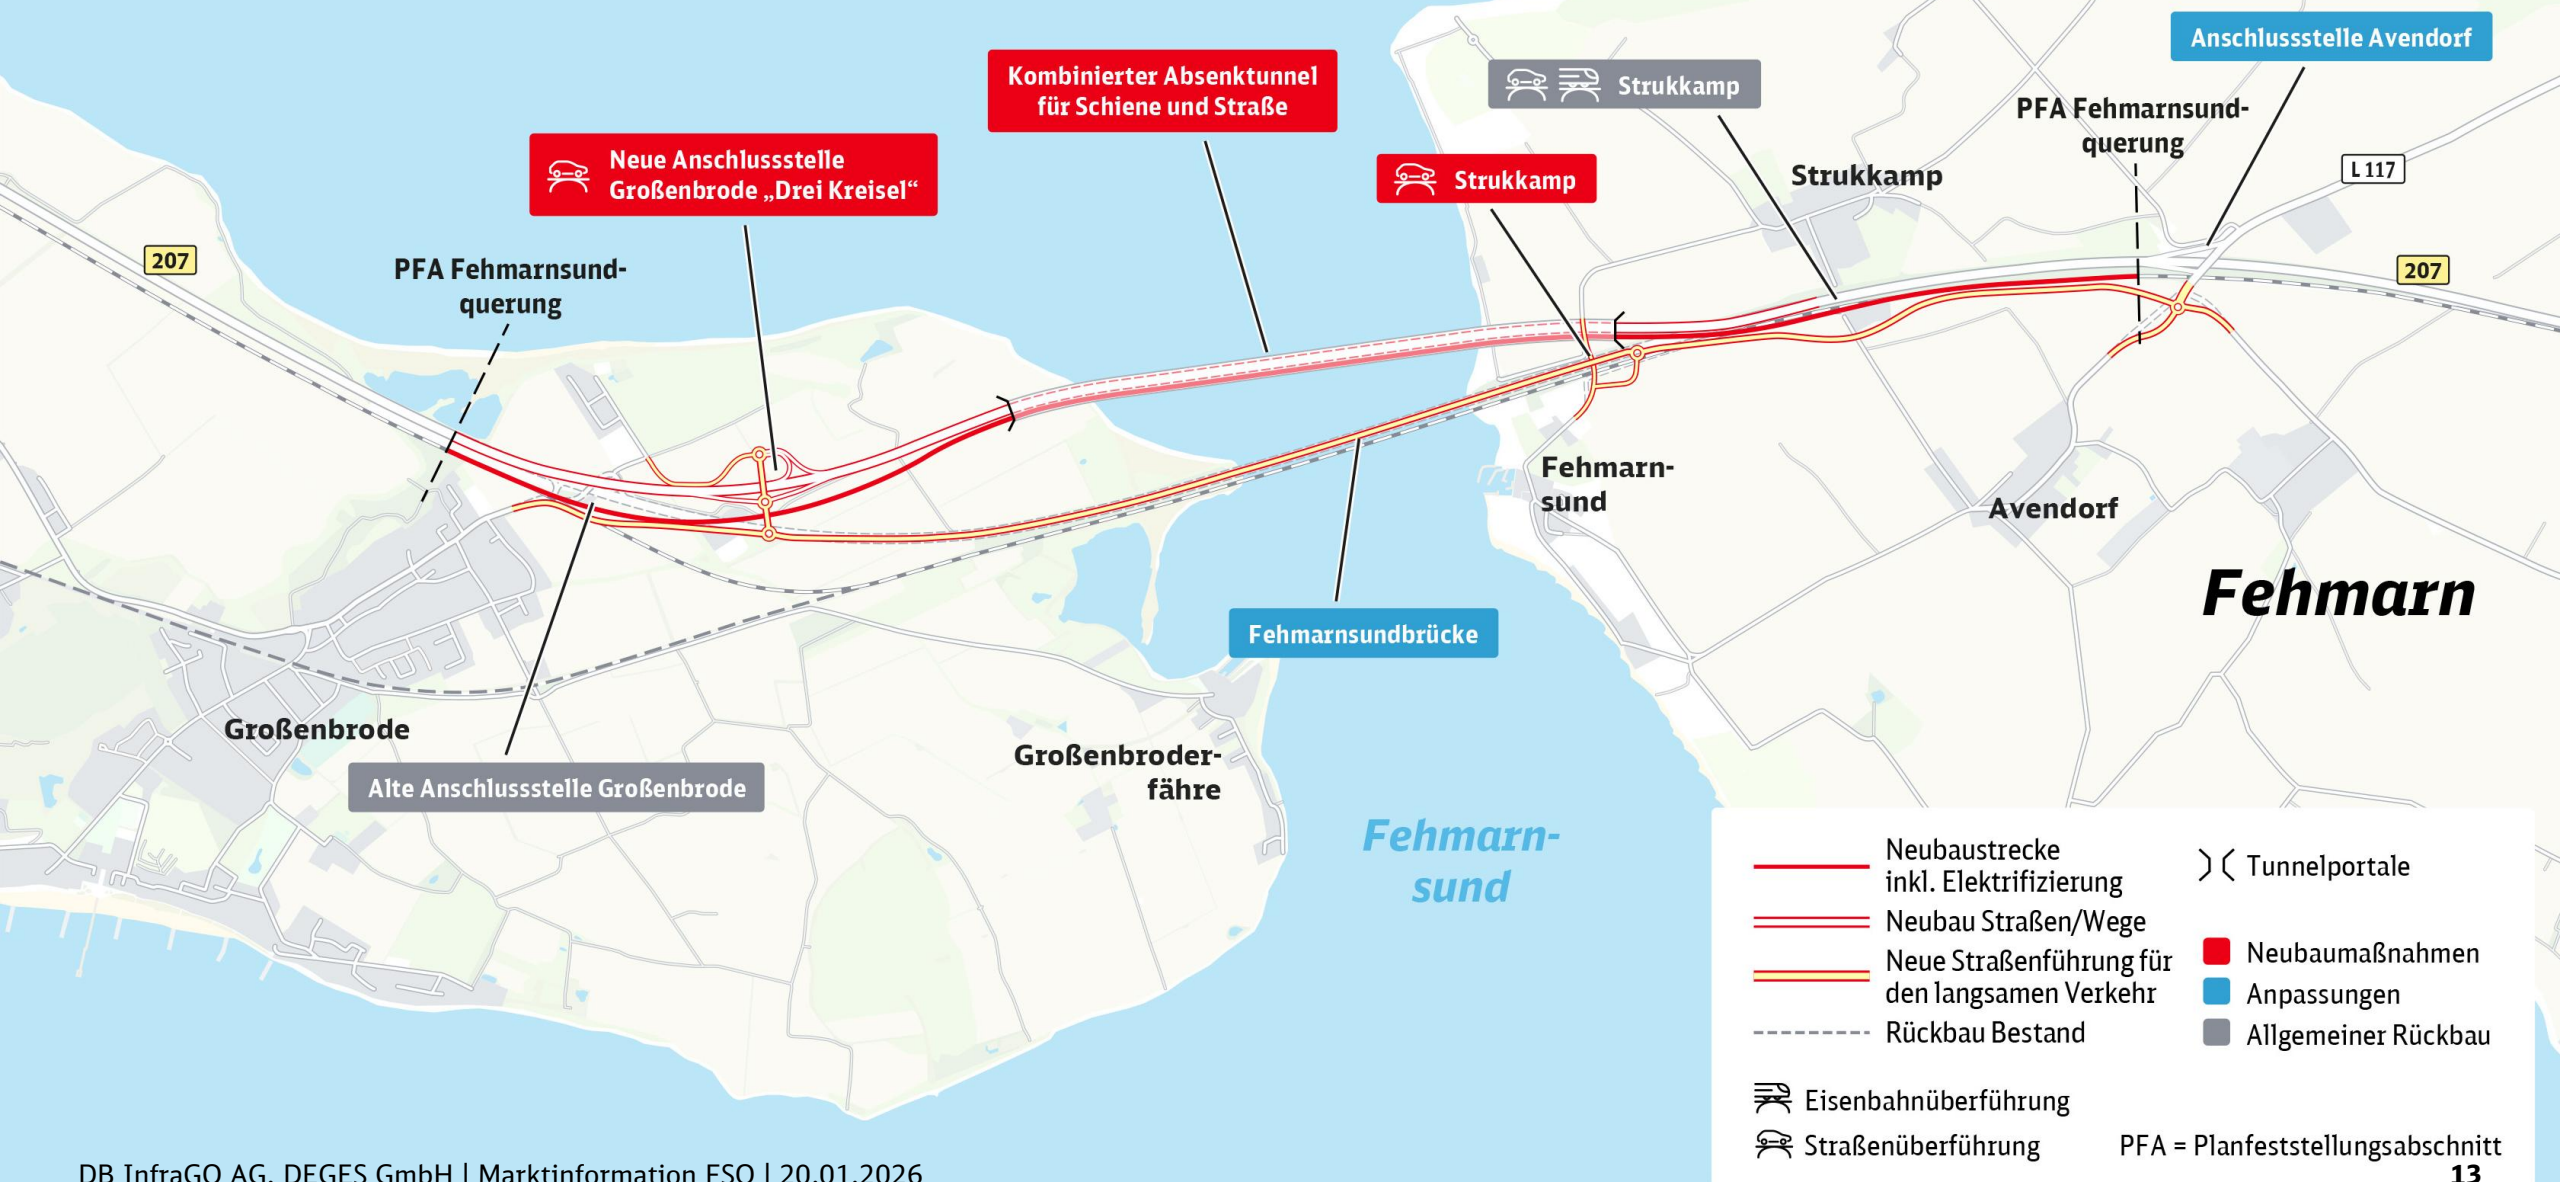 Anschlussstelle Avendorf
Kombinierter Absenktunnel
für Schiene und Straße
Strukkamp
PFA Fehmarnsund-
querung
Neue Anschlussstelle
Großenbrode „Drei Kreisel“
Strukkamp
Strukkamp
L 117
207
PFA Fehmarnsund-
querung
207
Fehmarn-
sund
Avendorf
Fehmarn
Fehmarnsundbrücke
Großenbrode
Großenbroder-
fähre
Alte Anschlussstelle Großenbrode
Fehmarn-
sund
Neubaustrecke
inkl. Elektrifizierung
Neubau Straßen/Wege
Neue Straßenführung für
den langsamen Verkehr
Rückbau Bestand
Tunnelportale
Neubaumaßnahmen
Anpassungen
Allgemeiner Rückbau
Eisenbahnüberführung
Straßenüberführung
PFA = Planfeststellungsabschnitt
DB InfraGO AG, DEGES GmbH | Marktinformation FSQ | 20.01.2026
13